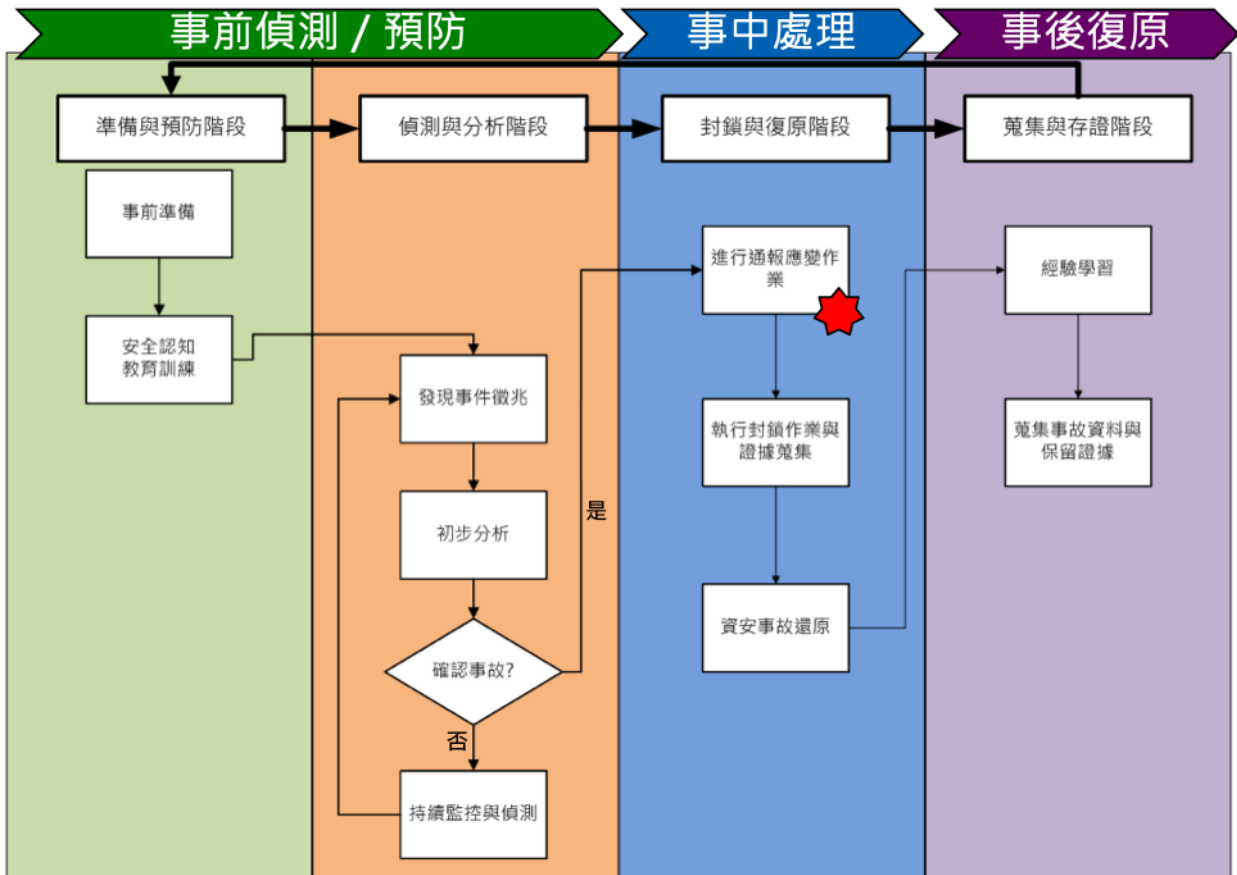 事前偵測 / 預防
事中處理
事後復原
準備與預防階段
偵測與分析階段
封鎖與復原階段
蒐集與存證階段
事前準備
安全認知
教育訓練
發現事件徵兆
初步分析
確認事故?
是
否
持續監控與偵測
進行通報應變作
業
執行封鎖作業與
證據蒐集
資安事故還原
經驗學習
蒐集事故資料與
保留證據